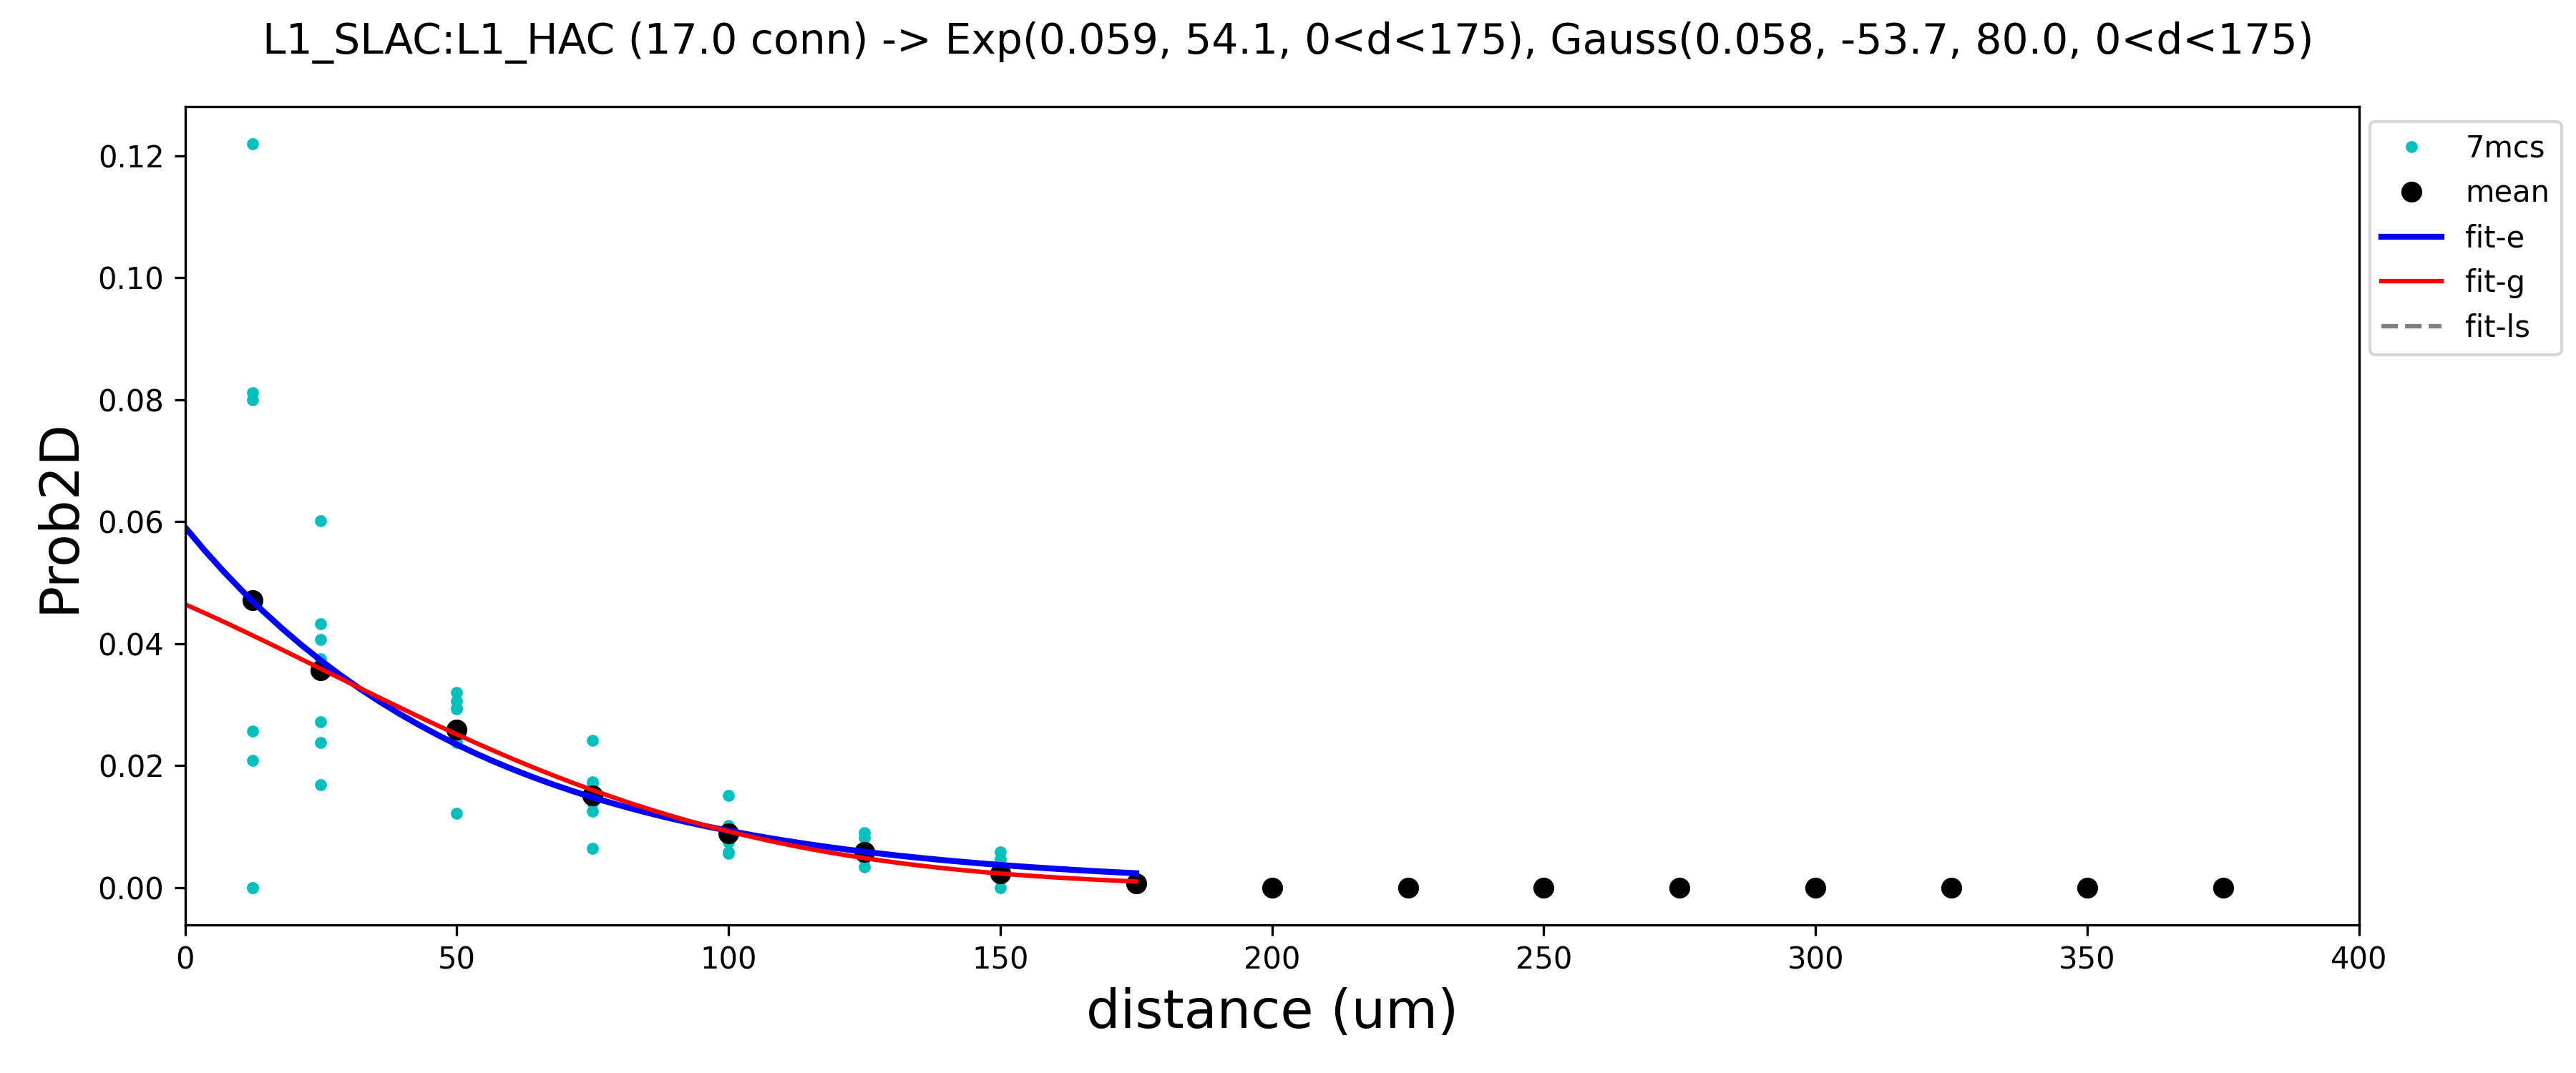 L1_SLAC:L1_HAC (17.0 conn) -> Exp(0.059, 54.1, 0<d<175), Gauss(0.058, -53.7, 80.0, 0<d<175)
0.12
0.10
0.08
0.06
0.04
0.02
0.00
Prob2D
0 50 100 150 200 250 300 350 400
distance (um)
7mcs
mean
fit-e
fit-g
fit-ls